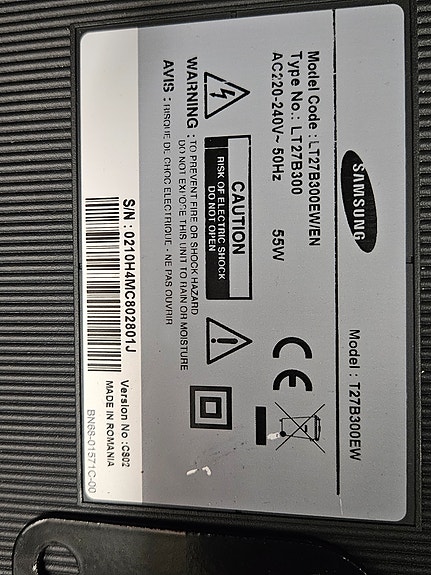 SAMSUNG
Model : T27B300EW
Model Code : LT27B300EW/EN
Type No.: LT27B300
AC220-240V~ 50Hz 55W
CE
CAUTION
RISK OF ELECTRIC SHOCK
DO NOT OPEN
WARNING : TO PREVENT FIRE OR SHOCK HAZARD
DO NOT EXPOSE THIS UNIT TO RAIN OR MOISTURE
AVIS : RISQUE DE CHOC ELECTRIQUE - NE PAS OUVRIR
S/N : 0210H4MC802801J
Version No :CS02
MADE IN ROMANIA
BN68-01571C-00